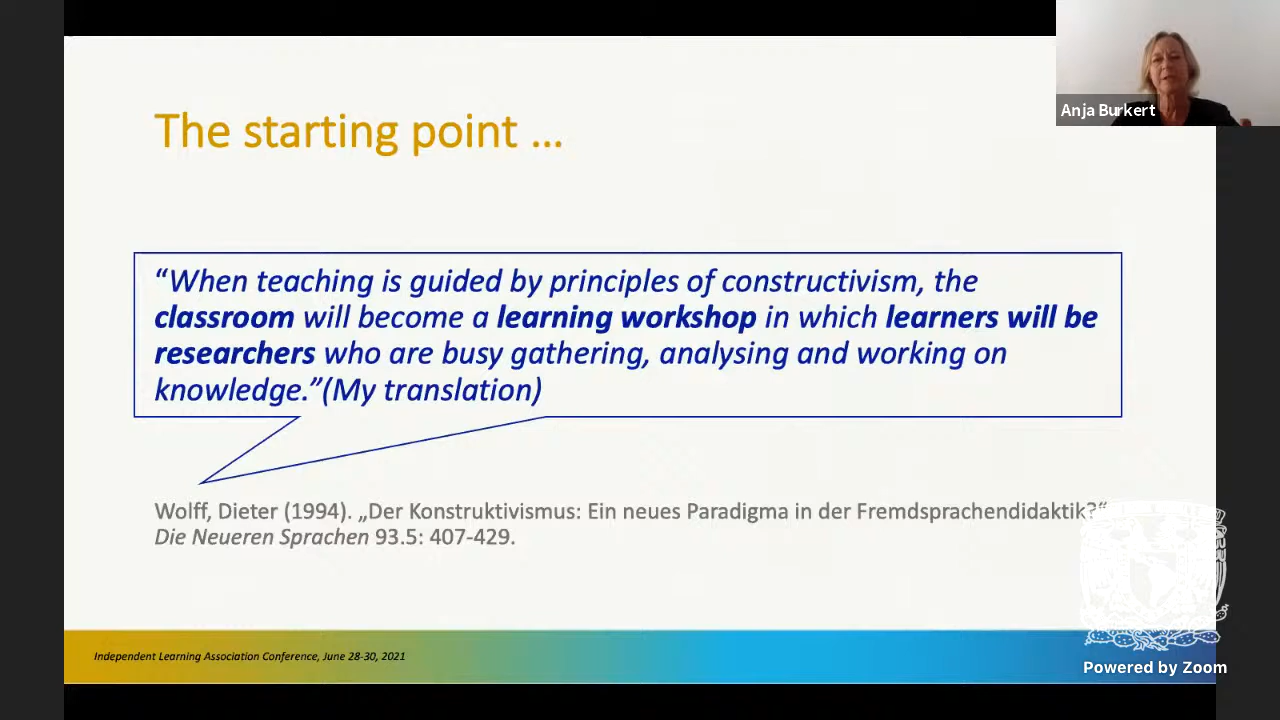 Anja Burkert
The starting point ...
“When teaching is guided by principles of constructivism, the
classroom will become a learning workshop in which learners will be
researchers who are busy gathering, analysing and working on
knowledge.”(My translation)
Wolff, Dieter (1994). „Der Konstruktivismus: Ein neues Paradigma in der Fremdsprachendidaktik?“
Die Neueren Sprachen 93.5: 407-429.
Independent Learning Association Conference, June 28-30, 2021
Powered by Zoom